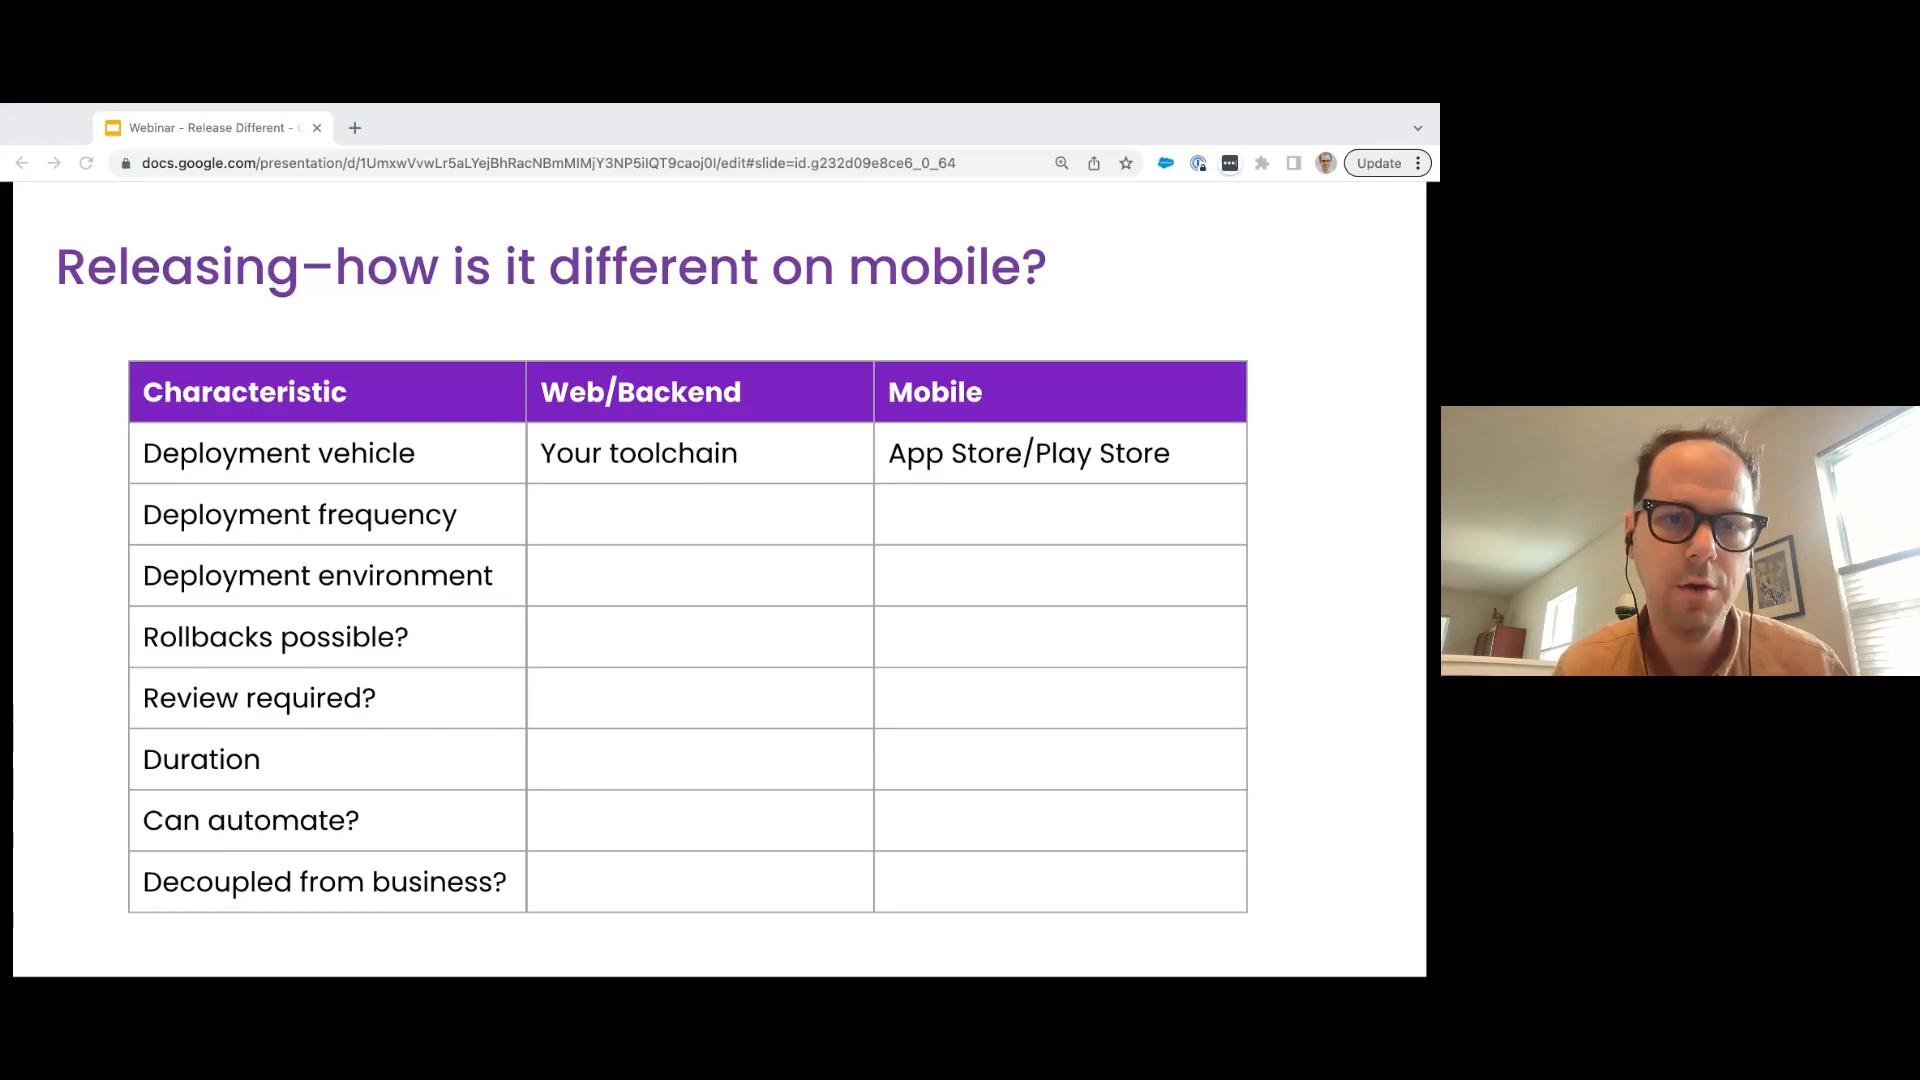 Webinar - Release Different -
docs.google.com/presentation/d/1UmxwVvwLr5aLYejBhRacNBmMIMjY3NP5iIQT9caoj0I/edit#slide=id.g232d09e8ce6_0_64
Update
Releasing–how is it different on mobile?
Characteristic Web/Backend Mobile
Deployment vehicle Your toolchain App Store/Play Store
Deployment frequency
Deployment environment
Rollbacks possible?
Review required?
Duration
Can automate?
Decoupled from business?